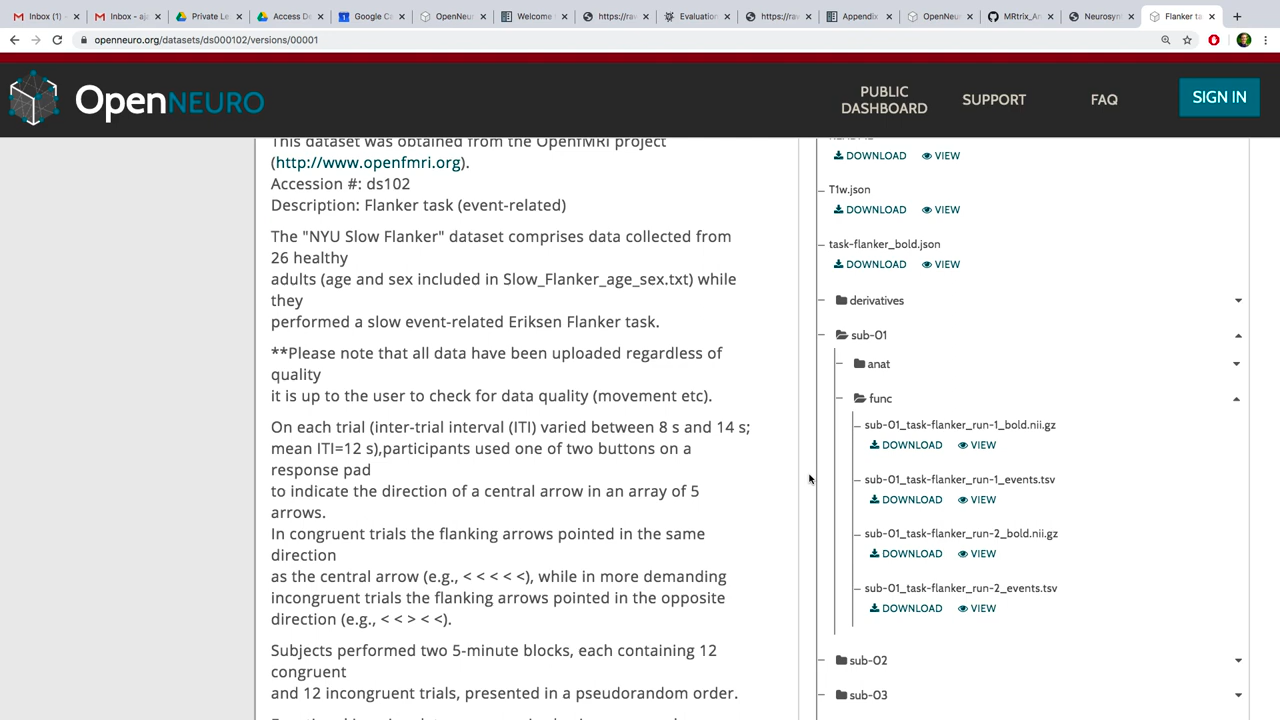 Inbox (1) -
Inbox - aja
Private Le
Access De
Google Ca
OpenNeur
Welcome
https://rav
Evaluation
https://rav
Appendix
OpenNeur
MRtrix_An
Neurosyn
Flanker ta
openneuro.org/datasets/ds000102/versions/00001
OpenNEURO
PUBLIC
DASHBOARD
SUPPORT
FAQ
SIGN IN
This dataset was obtained from the OpenfMRI project
(http://www.openfmri.org).
Accession #: ds102
Description: Flanker task (event-related)
The "NYU Slow Flanker" dataset comprises data collected from
26 healthy
adults (age and sex included in Slow_Flanker_age_sex.txt) while
they
performed a slow event-related Eriksen Flanker task.
**Please note that all data have been uploaded regardless of
quality
it is up to the user to check for data quality (movement etc).
On each trial (inter-trial interval (ITI) varied between 8 s and 14 s;
mean ITI=12 s),participants used one of two buttons on a
response pad
to indicate the direction of a central arrow in an array of 5
arrows.
In congruent trials the flanking arrows pointed in the same
direction
as the central arrow (e.g., < < < < <), while in more demanding
incongruent trials the flanking arrows pointed in the opposite
direction (e.g., < < > < <).
Subjects performed two 5-minute blocks, each containing 12
congruent
and 12 incongruent trials, presented in a pseudorandom order.
DOWNLOAD VIEW
T1w.json
DOWNLOAD VIEW
task-flanker_bold.json
DOWNLOAD VIEW
derivatives
sub-01
anat
func
sub-01_task-flanker_run-1_bold.nii.gz
DOWNLOAD VIEW
sub-01_task-flanker_run-1_events.tsv
DOWNLOAD VIEW
sub-01_task-flanker_run-2_bold.nii.gz
DOWNLOAD VIEW
sub-01_task-flanker_run-2_events.tsv
DOWNLOAD VIEW
sub-02
sub-03